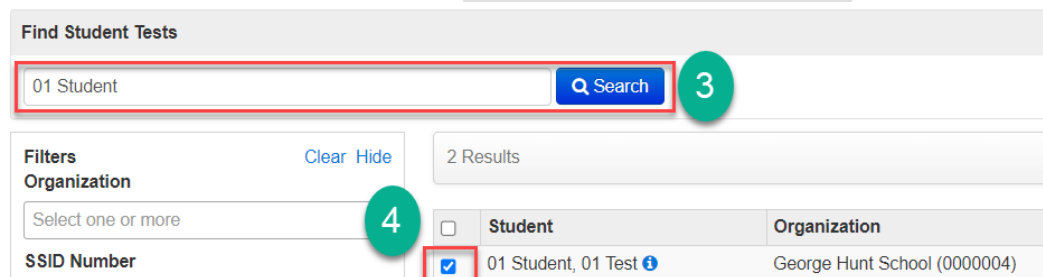 Find Student Tests
01 Student
Search
3
Filters
Clear Hide
Organization
Select one or more
SSID Number
4
2 Results
Student Organization
01 Student, 01 Test George Hunt School (0000004)